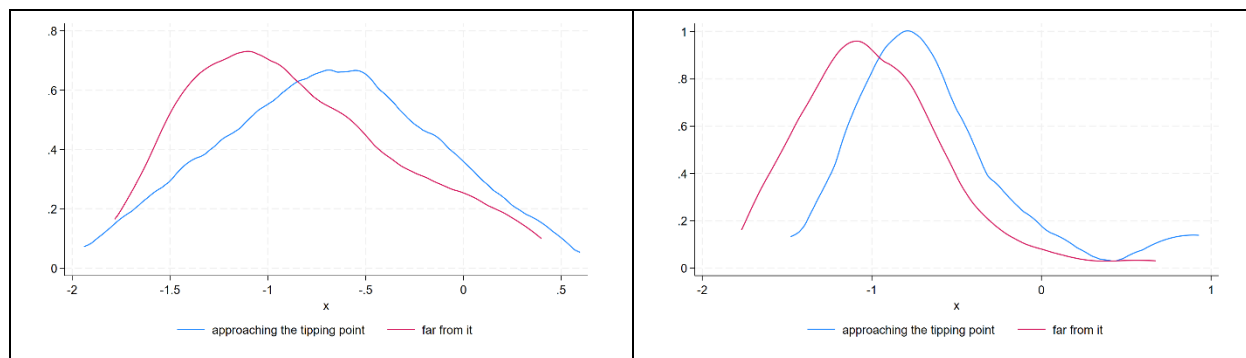 .8
.6
.4
.2
0
-2 -1.5 -1 -.5 0 .5
x
approaching the tipping point far from it
1
.8
.6
.4
.2
0
-2 -1 0 1
x
approaching the tipping point far from it